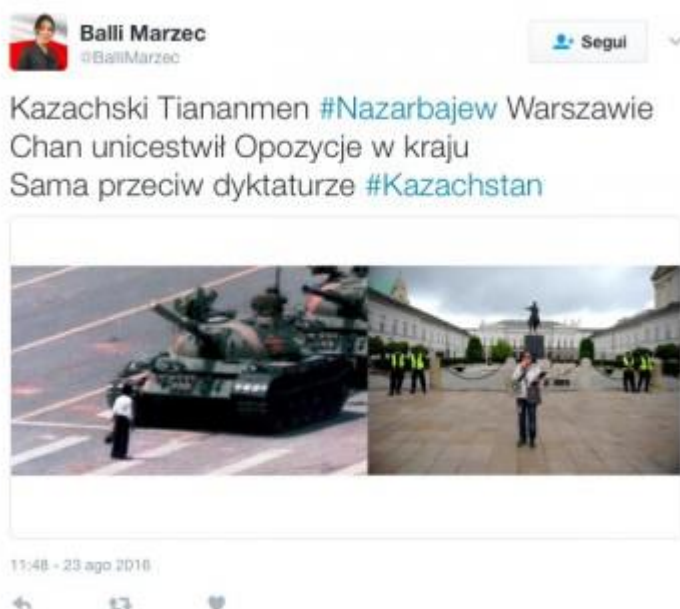 Balli Marzec
@BalliMarzec
Segui
Kazachski Tiananmen #Nazarbajew Warszawie
Chan unicestwił Opozycje w kraju
Sama przeciw dyktaturze #Kazachstan
11:48 - 23 ago 2016